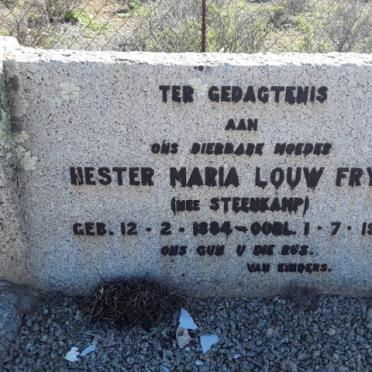 TER GEDAGTENIS
AAN
ONS DIERBARE MOEDER
HESTER MARIA LOUW FRY
(NEE STEENKAMP)
GEB. 12-2-1884-OORL. 1-7-19
ONS GUN U DIE RUS.
VAN KINDERS.